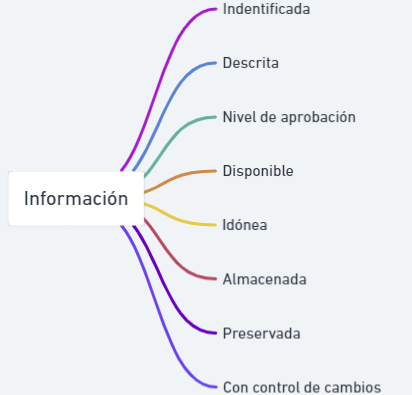 Indentificada
Descrita
Nivel de aprobación
Disponible
Información
Idónea
Almacenada
Preservada
Con control de cambios